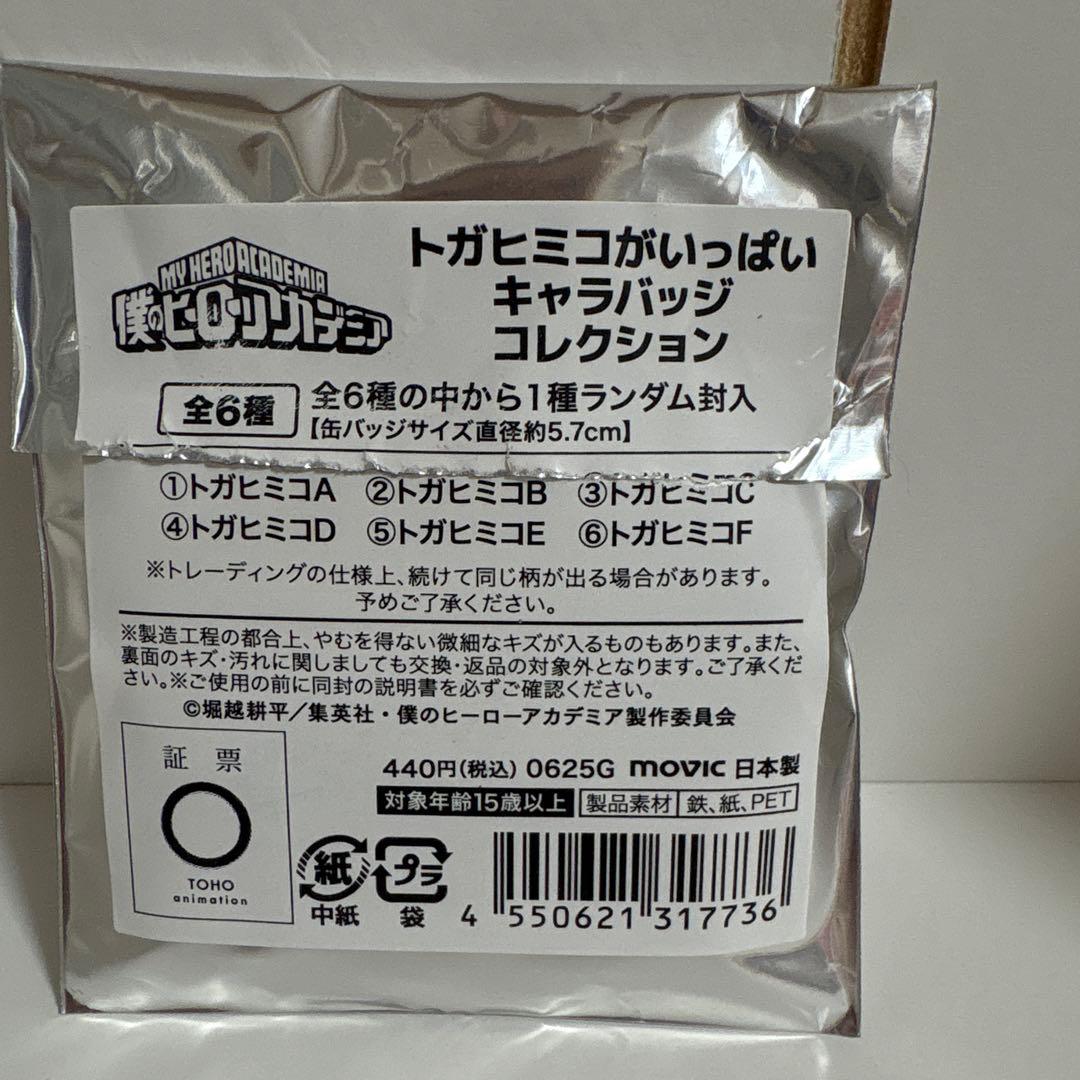 MY HERO ACADEMIA
僕のヒーローアカデミア
トガヒミコがいっぱい
キャラバッジ
コレクション
全6種 全6種の中から1種ランダム封入
【缶バッジサイズ直径約5.7cm】
①トガヒミコA ②トガヒミコB ③トガヒミコC
④トガヒミコD ⑤トガヒミコE ⑥トガヒミコF
※トレーディングの仕様上、続けて同じ柄が出る場合があります。
予めご了承ください。
※製造工程の都合上、やむを得ない微細なキズが入るものもあります。また、
裏面のキズ・汚れに関しましても交換・返品の対象外となります。ご了承くだ
さい。※ご使用の前に同封の説明書を必ずご確認ください。
©堀越耕平／集英社・僕のヒーローアカデミア製作委員会
証票
TOHO
animation
440円(税込) 0625G movic 日本製
対象年齢15歳以上 製品素材 鉄、紙、PET
紙 プラ
中紙 袋
4 550621 317736